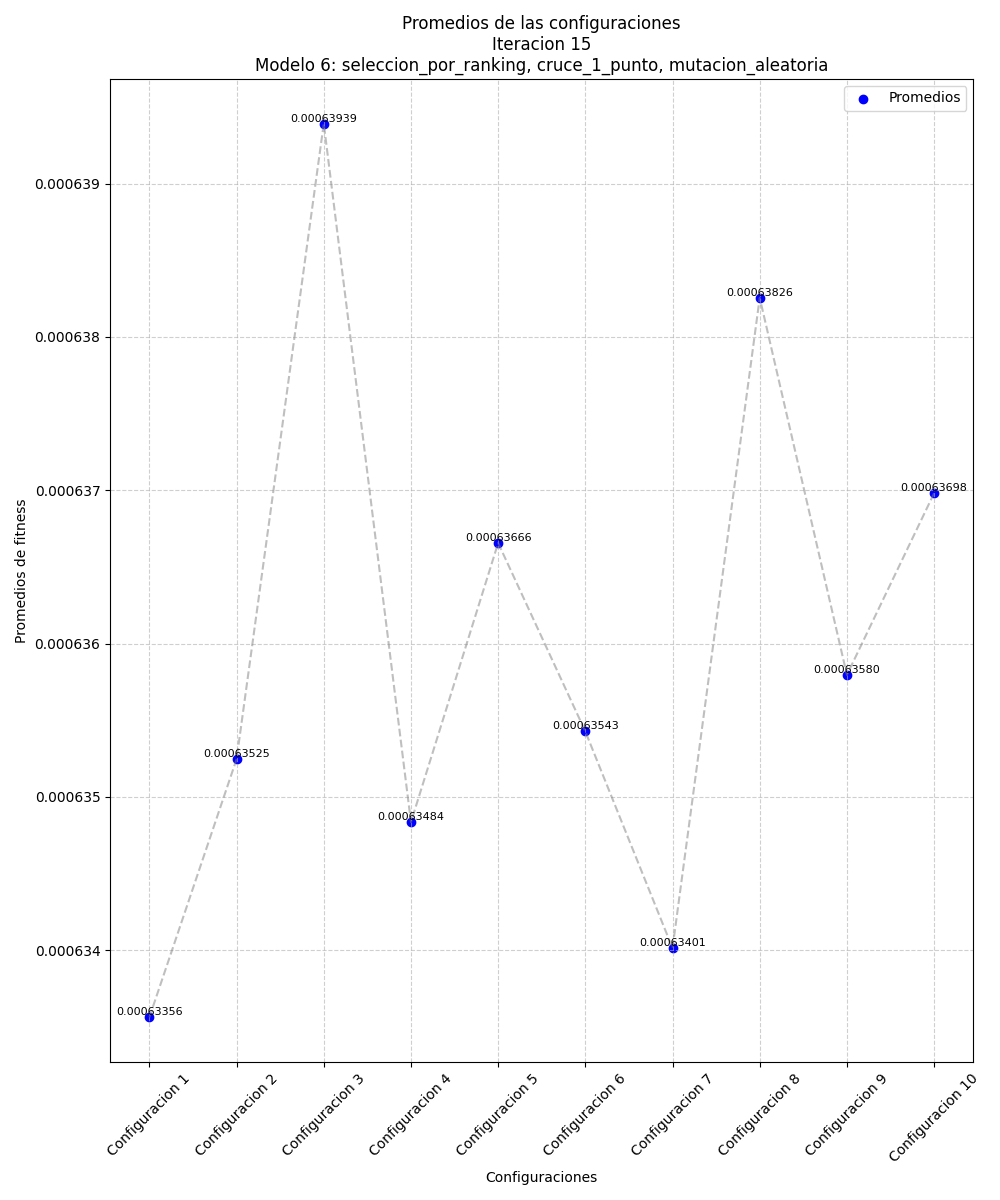 Promedios de las configuraciones
Iteracion 15
Modelo 6: seleccion_por_ranking, cruce_1_punto, mutacion_aleatoria
Promedios
0.00063939
0.000639
0.00063826
0.000638
0.000637
0.00063698
0.00063666
0.000636
0.00063580
0.00063543
0.00063525
0.000635
0.00063484
0.000634
0.00063401
0.00063356
Promedios de fitness
Configuracion 1
Configuracion 2
Configuracion 3
Configuracion 4
Configuracion 5
Configuracion 6
Configuracion 7
Configuracion 8
Configuracion 9
Configuracion 10
Configuraciones